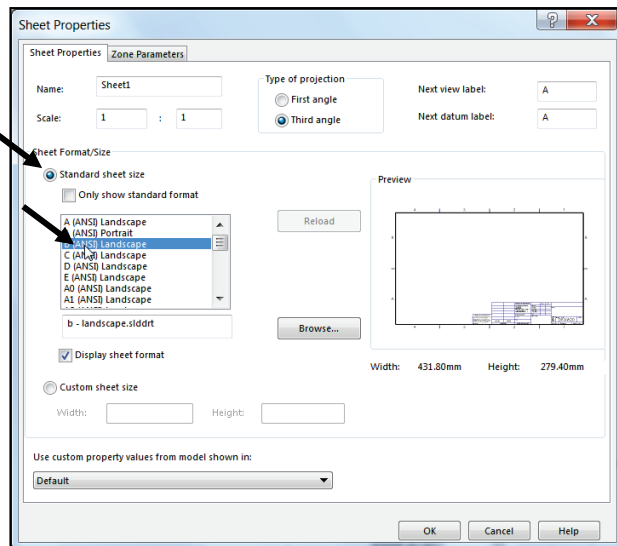 Sheet Properties
Sheet Properties Zone Parameters
Name: Sheet1
Scale: 1 : 1
Type of projection
First angle
Third angle
Next view label: A
Next datum label: A
Sheet Format/Size
Standard sheet size
Only show standard format
A (ANSI) Landscape
(ANSI) Portrait
B (ANSI) Landscape
C (ANSI) Landscape
D (ANSI) Landscape
E (ANSI) Landscape
A0 (ANSI) Landscape
A1 (ANSI) Landscape
b - landscape.slddrt
Reload
Browse...
Display sheet format
Custom sheet size
Width: Height:
Preview
Width: 431.80mm Height: 279.40mm
Use custom property values from model shown in:
Default
OK Cancel Help